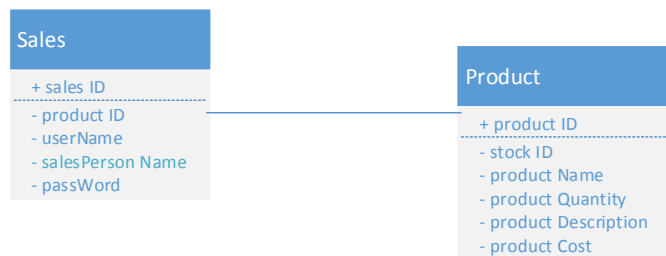 Sales
+ sales ID
- product ID
- userName
- salesPerson Name
- passWord
Product
+ product ID
- stock ID
- product Name
- product Quantity
- product Description
- product Cost